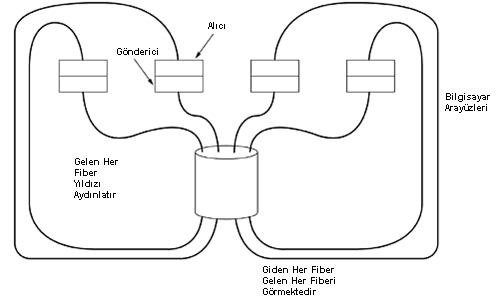 Alıcı
Gönderici
Bilgisayar
Arayüzleri
Gelen Her
Fiber
Yıldızı
Aydınlatır
Giden Her Fiber
Gelen Her Fiberi
Görmektedir